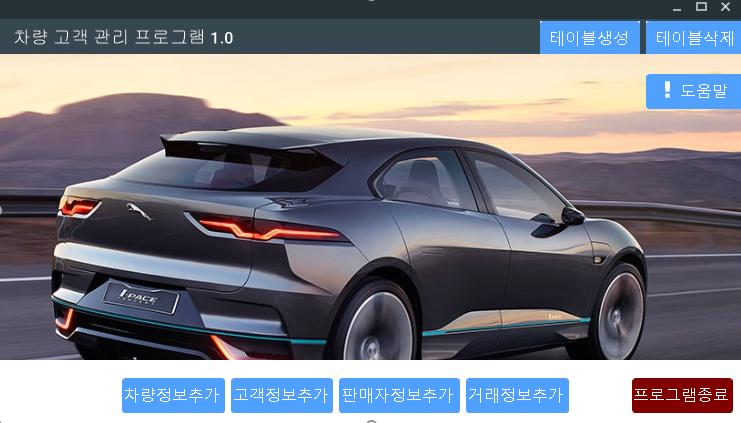 차량 고객 관리 프로그램 1.0
테이블생성
테이블삭제
! 도움말
I-PACE
CONCEPT
차량정보추가
고객정보추가
판매자정보추가
거래정보추가
프로그램종료